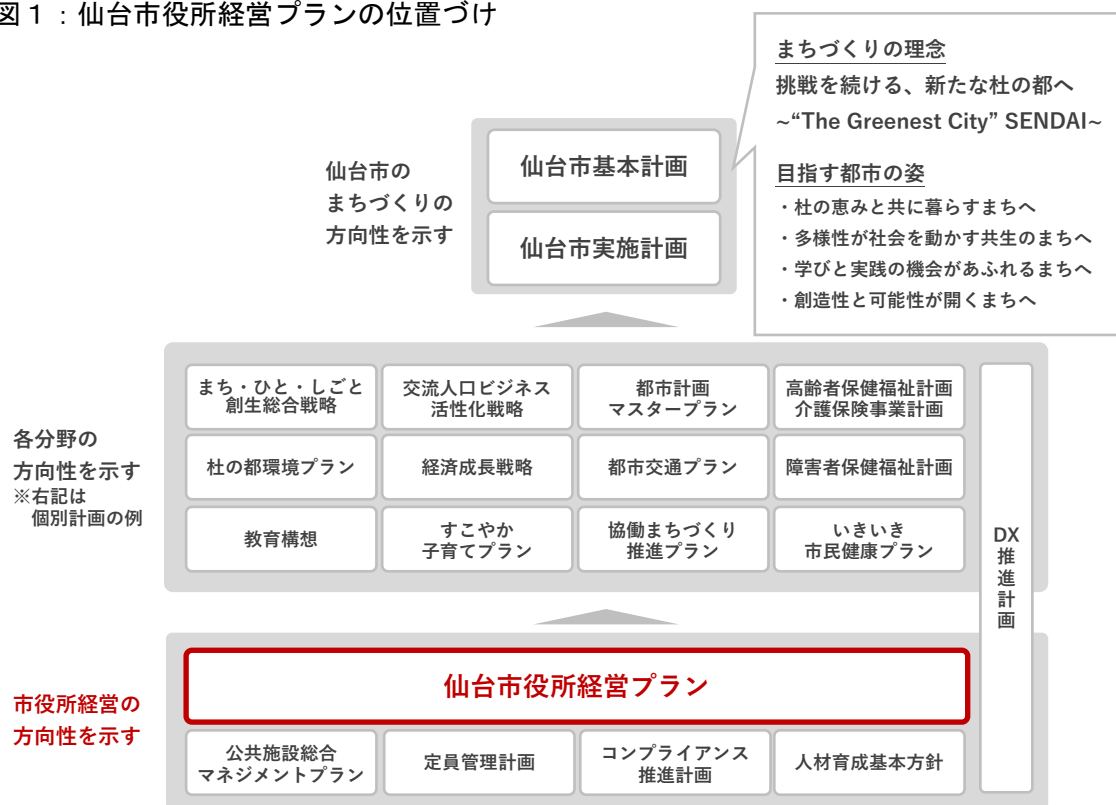 図１：仙台市役所経営プランの位置づけ
まちづくりの理念
挑戦を続ける、新たな杜の都へ
~“The Greenest City” SENDAI~
目指す都市の姿
・杜の恵みと共に暮らすまちへ
・多様性が社会を動かす共生のまちへ
・学びと実践の機会があふれるまちへ
・創造性と可能性が開くまちへ
仙台市の
まちづくりの
方向性を示す
仙台市基本計画
仙台市実施計画
各分野の
方向性を示す
※右記は
個別計画の例
まち・ひと・しごと
創生総合戦略
交流人口ビジネス
活性化戦略
都市計画
マスタープラン
高齢者保健福祉計画
介護保険事業計画
杜の都環境プラン
経済成長戦略
都市交通プラン
障害者保健福祉計画
教育構想
すこやか
子育てプラン
協働まちづくり
推進プラン
いきいき
市民健康プラン
DX
推
進
計
画
市役所経営の
方向性を示す
仙台市役所経営プラン
公共施設総合
マネジメントプラン
定員管理計画
コンプライアンス
推進計画
人材育成基本方針